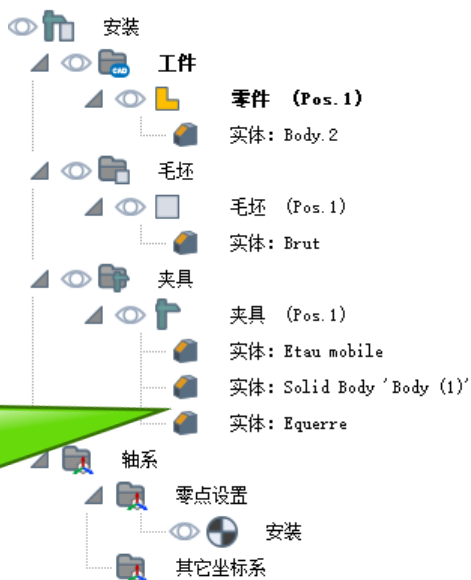 安装
工件
零件 (Pos.1)
实体: Body.2
毛坯
毛坯 (Pos.1)
实体: Brut
夹具
夹具 (Pos.1)
实体: Etau mobile
实体: Solid Body 'Body (1)'
实体: Equerre
轴系
零点设置
安装
其它坐标系